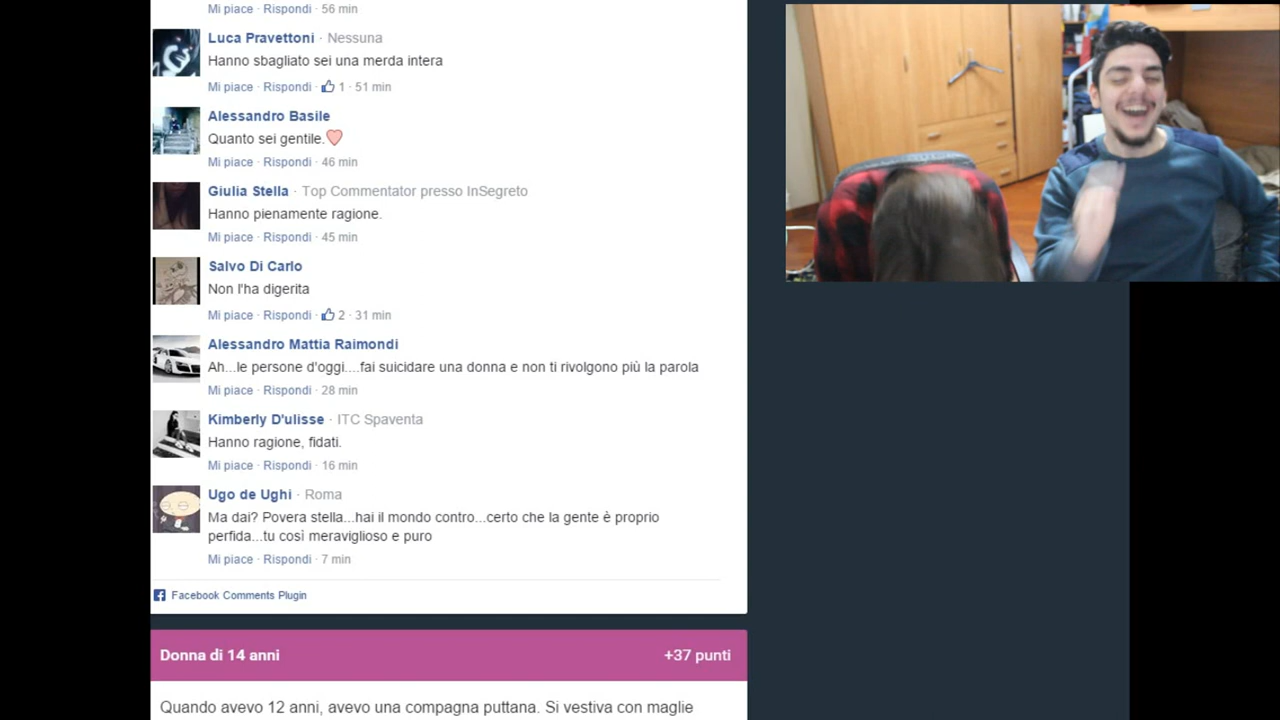 Mi piace · Rispondi · 56 min
Luca Pravettoni · Nessuna
Hanno sbagliato sei una merda intera
Mi piace · Rispondi · 1 · 51 min
Alessandro Basile
Quanto sei gentile.
Mi piace · Rispondi · 46 min
Giulia Stella · Top Commentator presso InSegreto
Hanno pienamente ragione.
Mi piace · Rispondi · 45 min
Salvo Di Carlo
Non l'ha digerita
Mi piace · Rispondi · 2 · 31 min
Alessandro Mattia Raimondi
Ah...le persone d'oggi....fai suicidare una donna e non ti rivolgono più la parola
Mi piace · Rispondi · 28 min
Kimberly D'ulisse · ITC Spaventa
Hanno ragione, fidati.
Mi piace · Rispondi · 16 min
Ugo de Ughi · Roma
Ma dai? Povera stella...hai il mondo contro...certo che la gente è proprio
perfida...tu così meraviglioso e puro
Mi piace · Rispondi · 7 min
Facebook Comments Plugin
Donna di 14 anni +37 punti
Quando avevo 12 anni, avevo una compagna puttana. Si vestiva con maglie